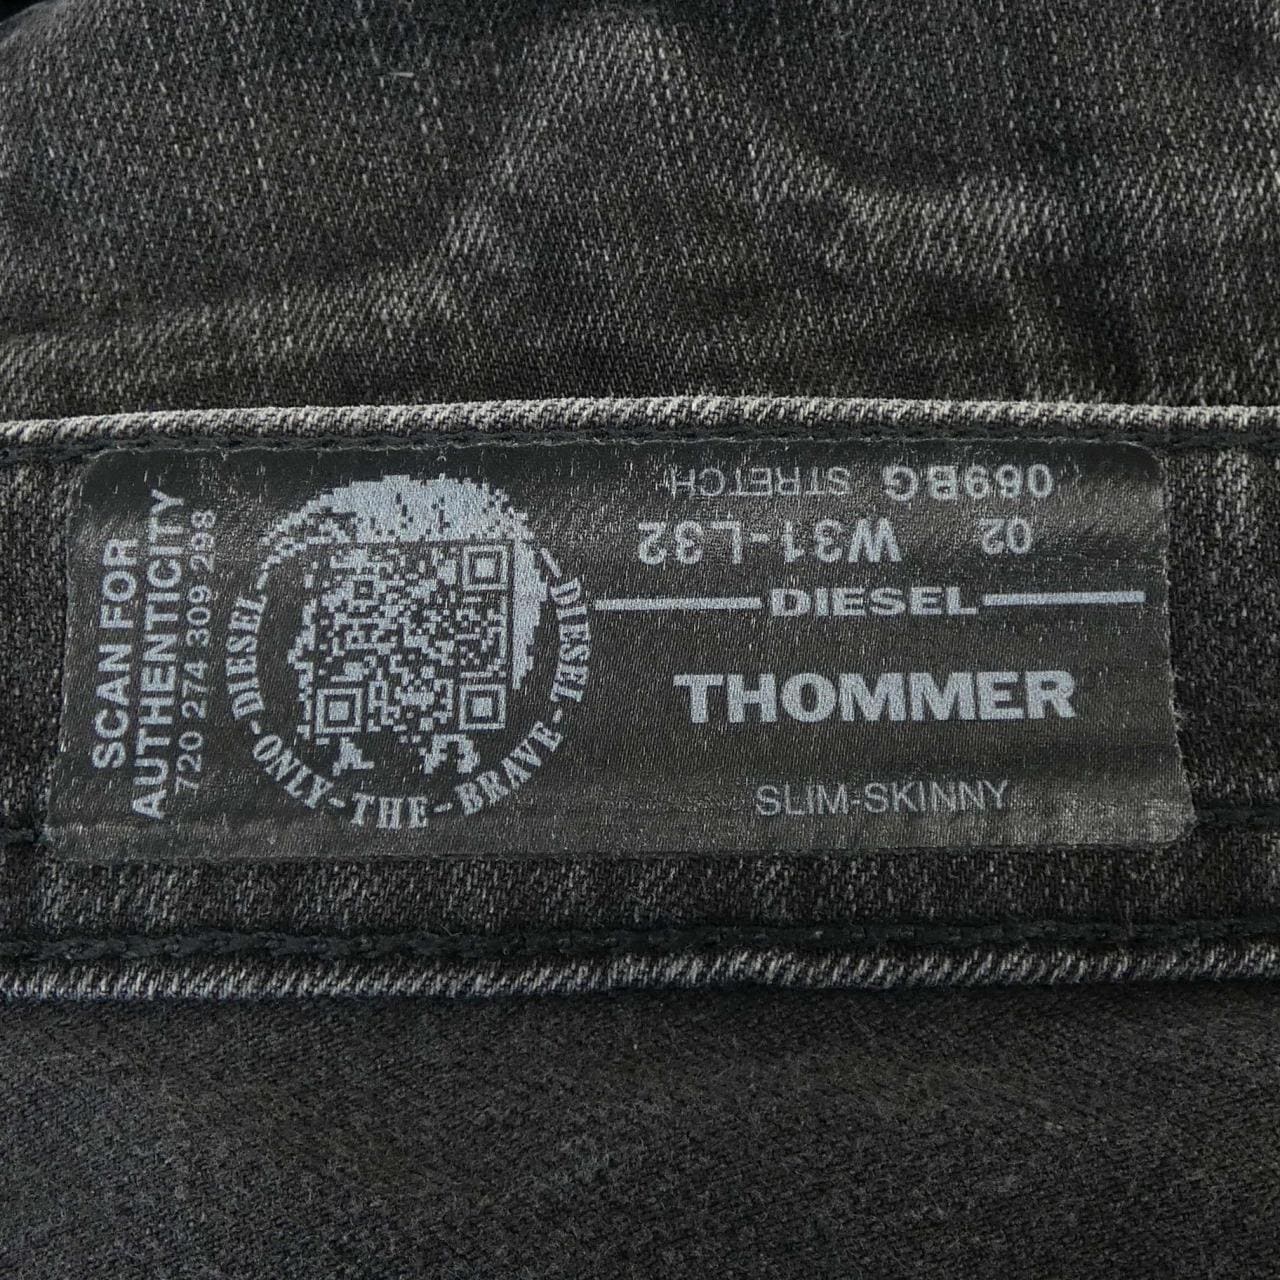 SCAN FOR
AUTHENTICITY
720 274 309 298
DIESEL-ONLY-THE-BRAVE-DIESEL
069BG STRETCH
02 W31-L32
DIESEL
THOMMER
SLIM-SKINNY